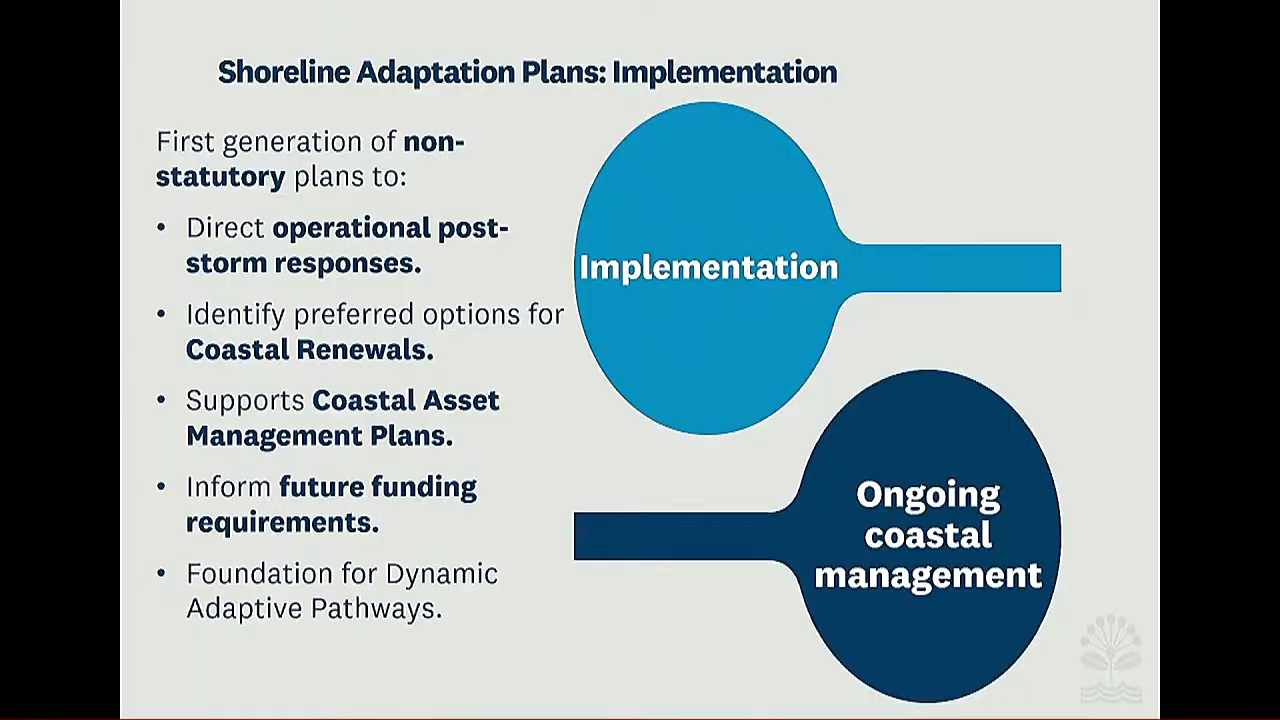 Shoreline Adaptation Plans: Implementation
First generation of non-
statutory plans to:
• Direct operational post-
storm responses.
• Identify preferred options for
Coastal Renewals.
• Supports Coastal Asset
Management Plans.
• Inform future funding
requirements.
• Foundation for Dynamic
Adaptive Pathways.
Implementation
Ongoing
coastal
management